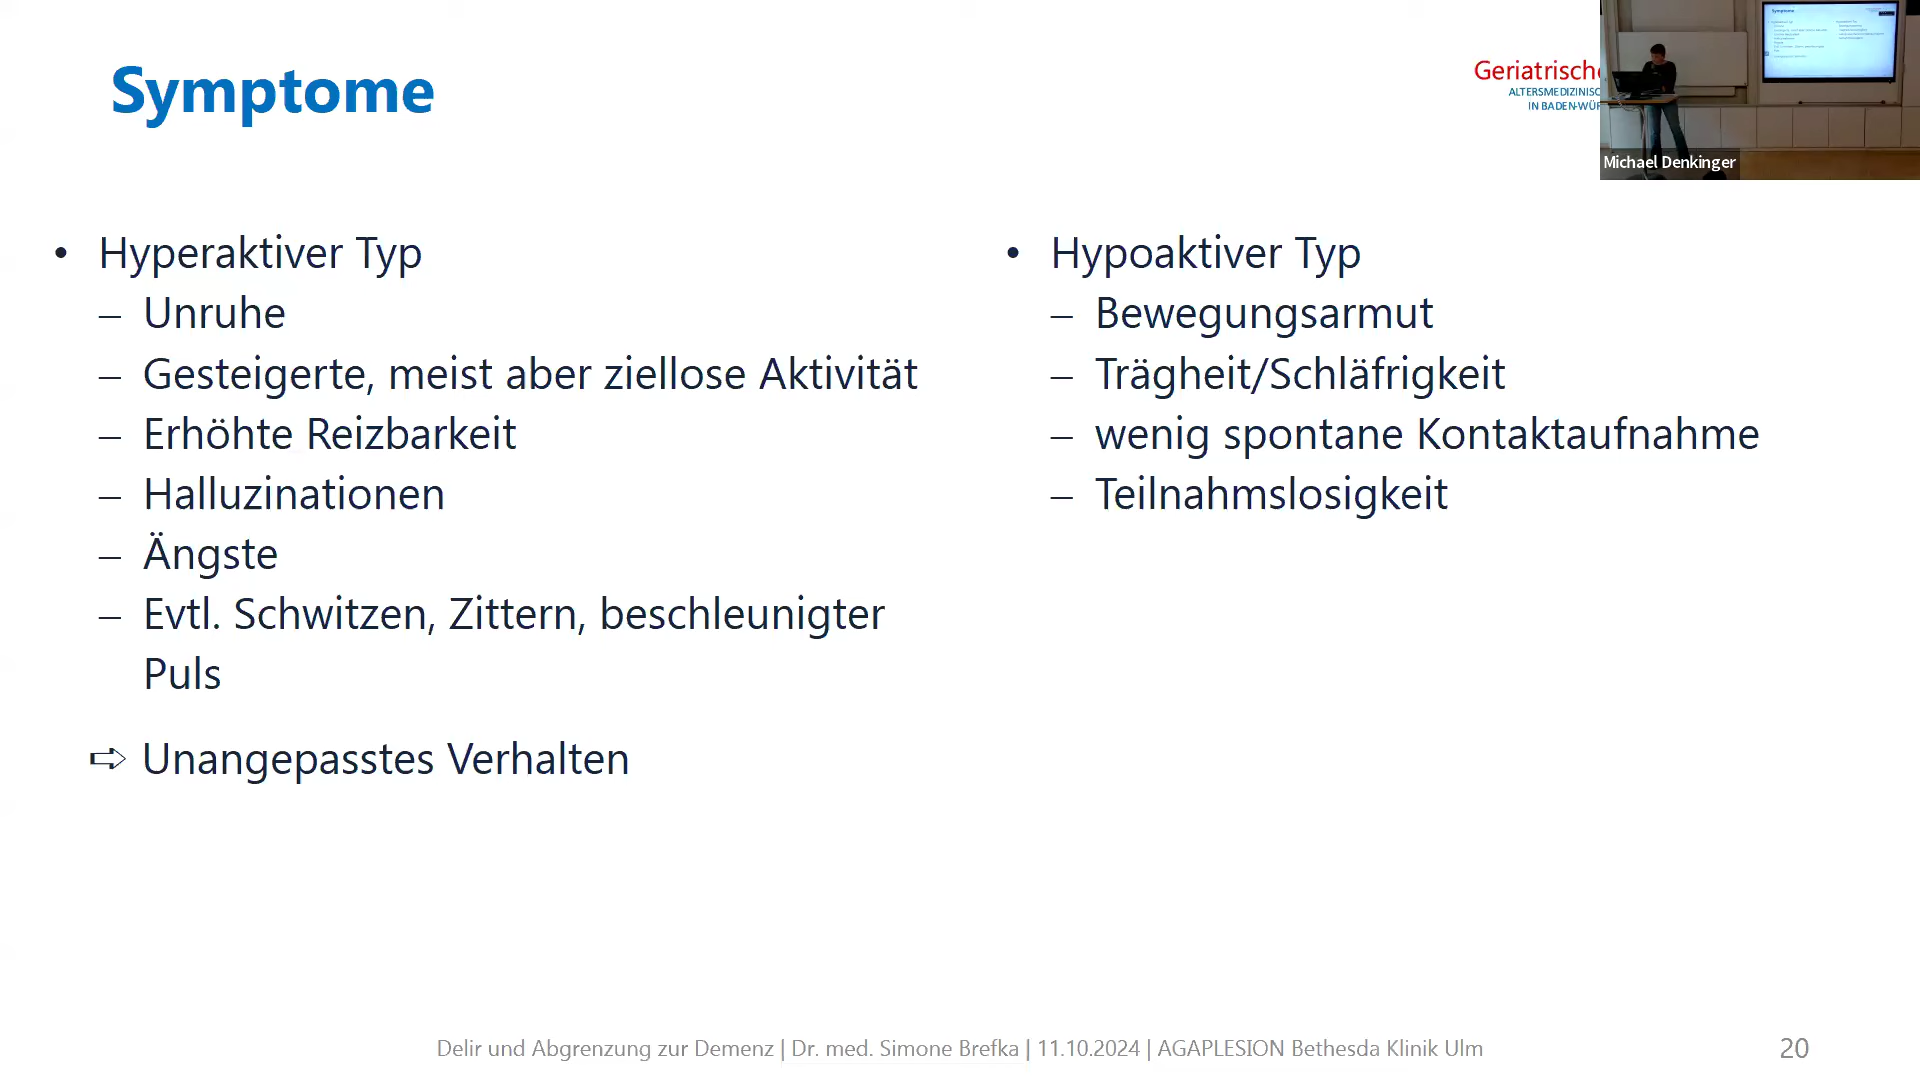 Symptome
Geriatrische
IN BADEN-WÜR
Michael Denkinger
• Hyperaktiver Typ
– Unruhe
– Gesteigerte, meist aber ziellose Aktivität
– Erhöhte Reizbarkeit
– Halluzinationen
– Ängste
– Evtl. Schwitzen, Zittern, beschleunigter
Puls
⇨ Unangepasstes Verhalten
• Hypoaktiver Typ
– Bewegungsarmut
– Trägheit/Schläfrigkeit
– wenig spontane Kontaktaufnahme
– Teilnahmslosigkeit
Delir und Abgrenzung zur Demenz | Dr. med. Simone Brefka | 11.10.2024 | AGAPLESION Bethesda Klinik Ulm
20